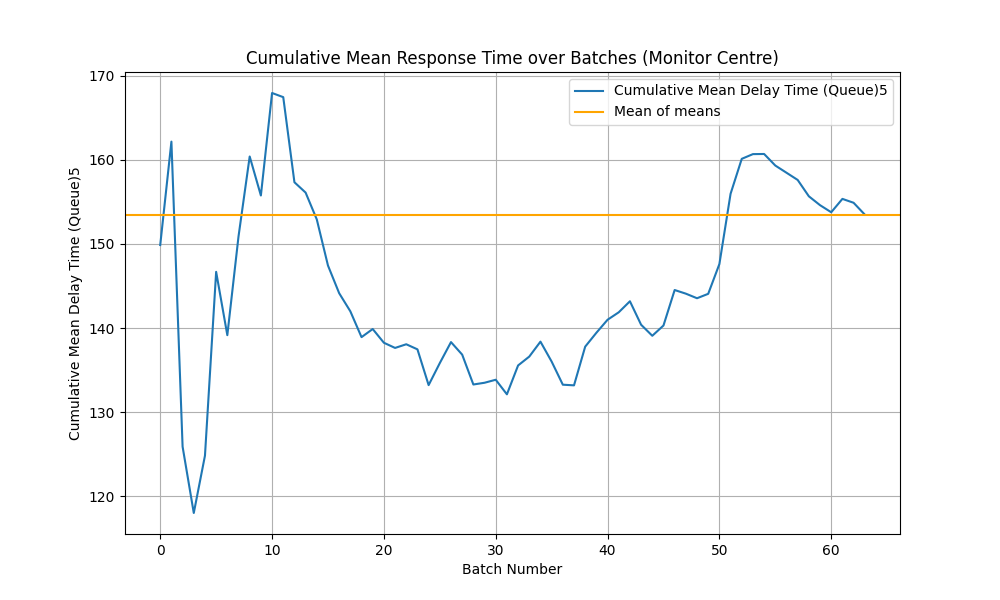 Cumulative Mean Response Time over Batches (Monitor Centre)
Cumulative Mean Delay Time (Queue)5
Mean of means
Cumulative Mean Delay Time (Queue)5
170
160
150
140
130
120
0 10 20 30 40 50 60
Batch Number